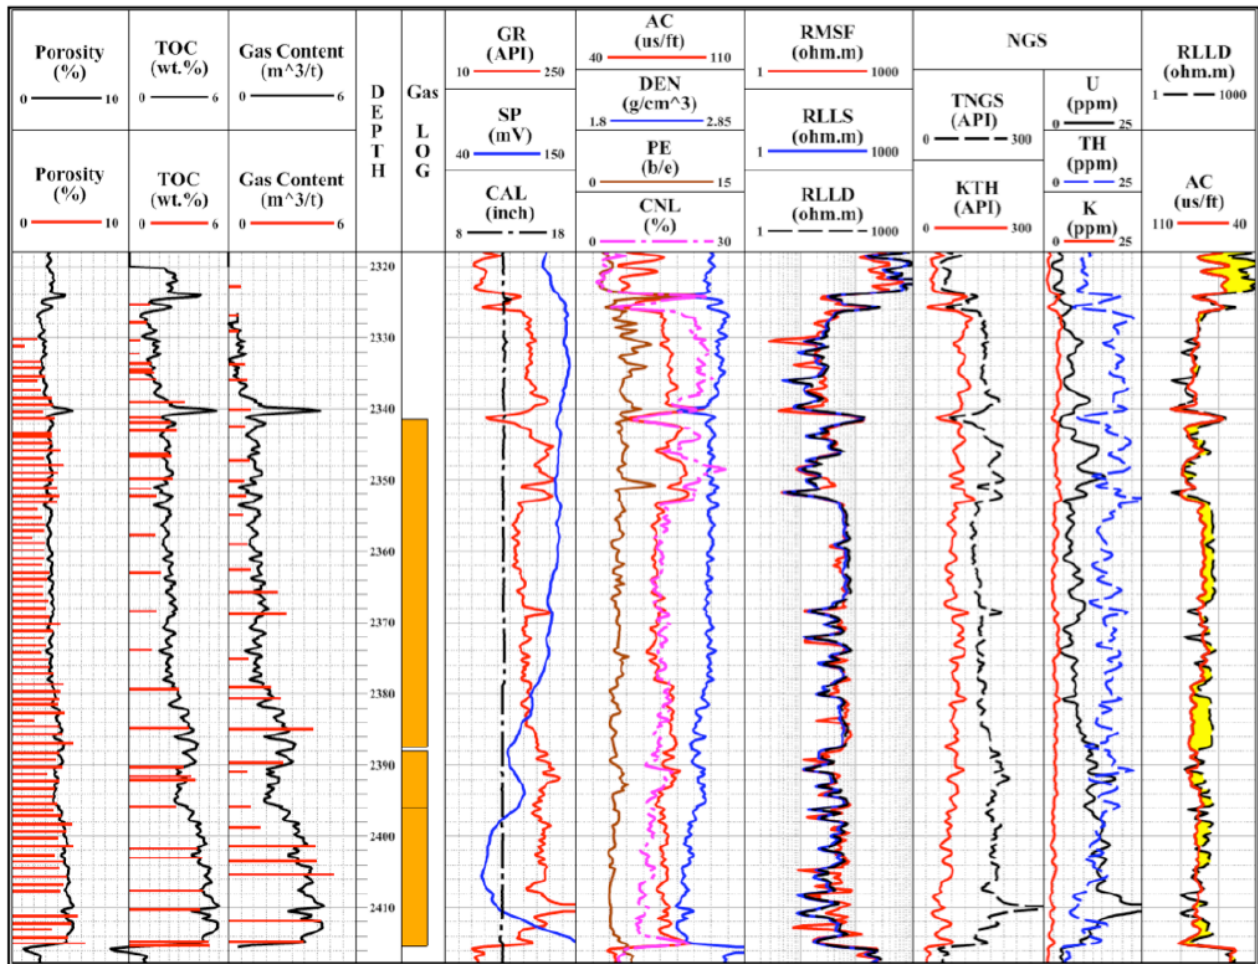 Porosity
(%)
0 10
TOC
(wt.%)
0 6
Gas Content
(m^3/t)
0 6
Porosity
(%)
0 10
TOC
(wt.%)
0 6
Gas Content
(m^3/t)
0 6
DEPTH
Gas LOG
GR
(API)
10 250
SP
(mV)
40 150
CAL
(inch)
8 18
AC
(us/ft)
40 110
DEN
(g/cm^3)
1.8 2.85
PE
(b/e)
0 15
CNL
(%)
0 30
RMSF
(ohm.m)
1 1000
RLLS
(ohm.m)
1 1000
RLLD
(ohm.m)
1 1000
NGS
TNGS
(API)
0 300
KTH
(API)
0 300
U
(ppm)
0 25
TH
(ppm)
0 25
K
(ppm)
0 25
RLLD
(ohm.m)
1 1000
AC
(us/ft)
110 40
2320
2330
2340
2350
2360
2370
2380
2390
2400
2410